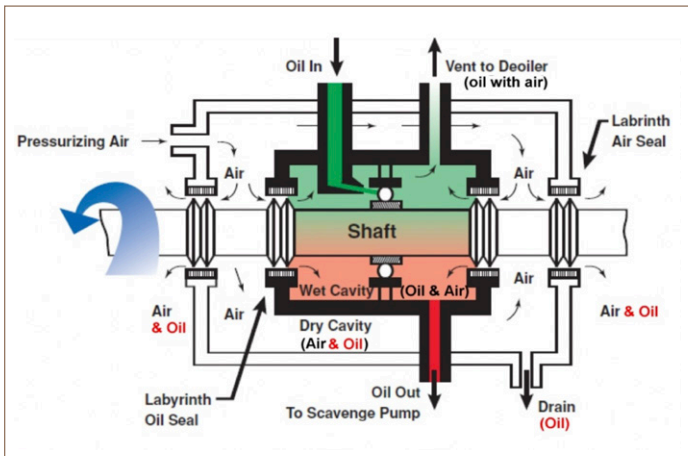 Oil In
Vent to Deoiler
(oil with air)
Pressurizing Air
Labrinth
Air Seal
Air
Air
Shaft
Wet Cavity
(Oil & Air)
Air
& Oil
Air
Dry Cavity
(Air & Oil)
Air
Air & Oil
Labyrinth
Oil Seal
Oil Out
To Scavenge Pump
Drain
(Oil)